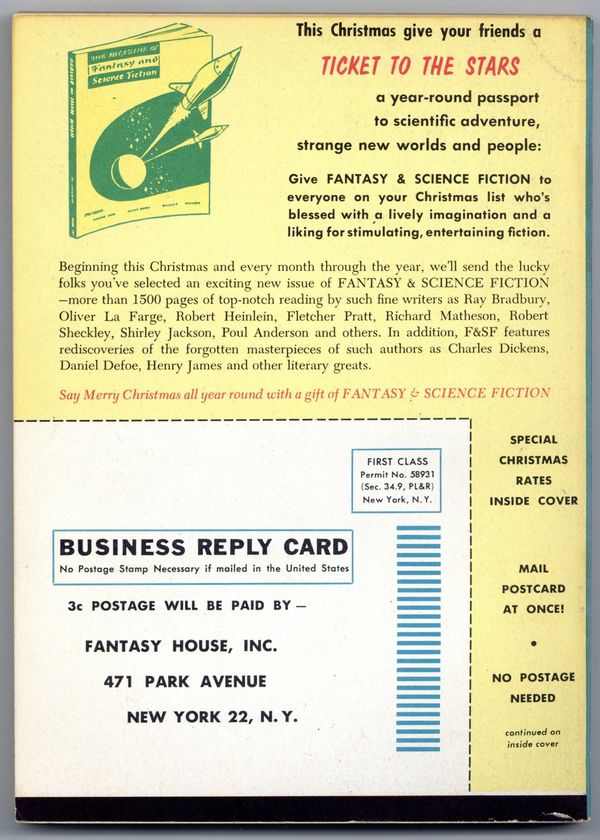 THE MAGAZINE OF
Fantasy and
Science Fiction
This Christmas give your friends a
TICKET TO THE STARS
a year-round passport
to scientific adventure,
strange new worlds and people:
Give FANTASY & SCIENCE FICTION to
everyone on your Christmas list who's
blessed with a lively imagination and a
liking for stimulating, entertaining fiction.
Beginning this Christmas and every month through the year, we'll send the lucky
folks you've selected an exciting new issue of FANTASY & SCIENCE FICTION
—more than 1500 pages of top-notch reading by such fine writers as Ray Bradbury,
Oliver La Farge, Robert Heinlein, Fletcher Pratt, Richard Matheson, Robert
Sheckley, Shirley Jackson, Poul Anderson and others. In addition, F&SF features
rediscoveries of the forgotten masterpieces of such authors as Charles Dickens,
Daniel Defoe, Henry James and other literary greats.
Say Merry Christmas all year round with a gift of FANTASY & SCIENCE FICTION
FIRST CLASS
Permit No. 58931
(Sec. 34.9, PL&R)
New York, N.Y.
BUSINESS REPLY CARD
No Postage Stamp Necessary if mailed in the United States
3c POSTAGE WILL BE PAID BY —
FANTASY HOUSE, INC.
471 PARK AVENUE
NEW YORK 22, N.Y.
SPECIAL
CHRISTMAS
RATES
INSIDE COVER
MAIL
POSTCARD
AT ONCE!
•
NO POSTAGE
NEEDED
continued on
inside cover